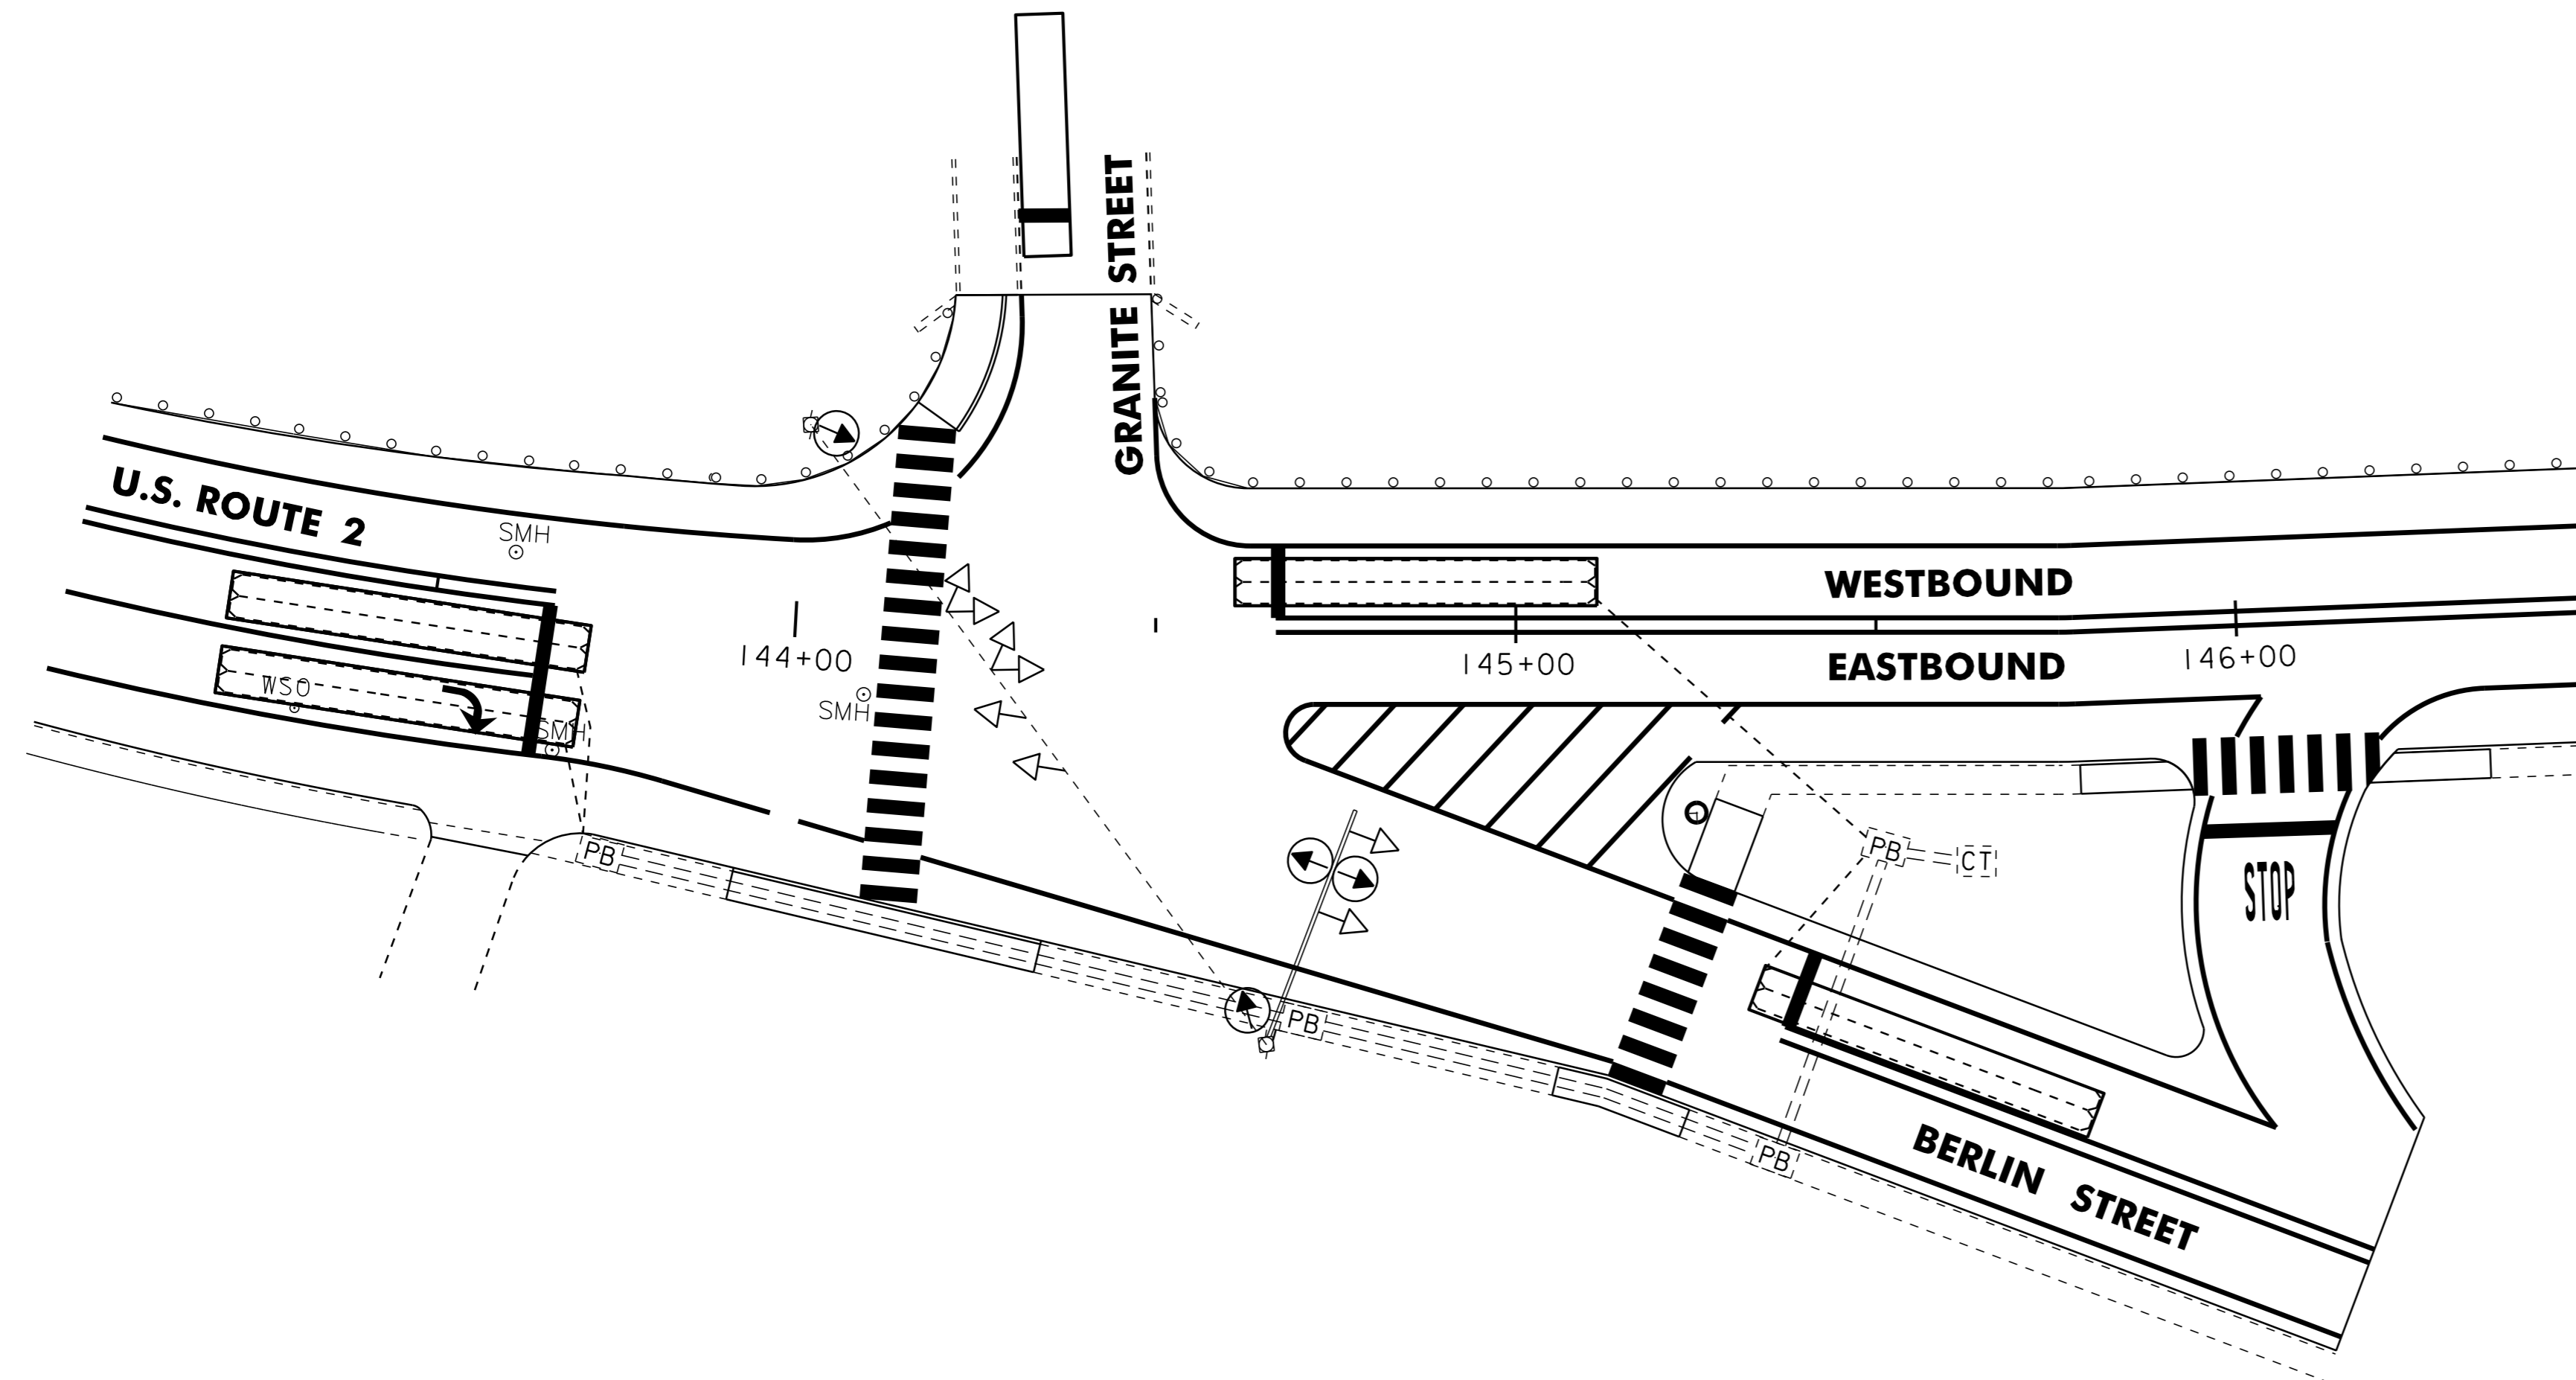 GRANITE STREET
U.S. ROUTE 2
SMH
WSO
SMH
144+00
SMH
WESTBOUND
EASTBOUND
145+00
146+00
PB
PB
PB
CT
STOP
PB
BERLIN STREET